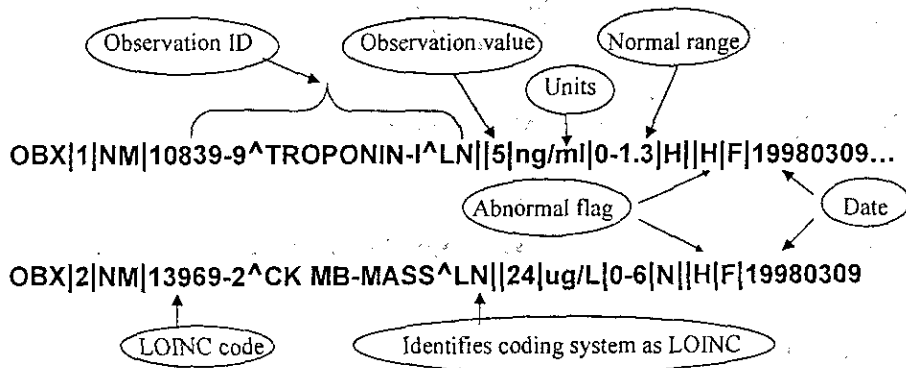 Observation ID
Observation value
Normal range
Units
OBX|1|NM|10839-9^TROPONIN-I^LN||5|ng/ml|0-1.3|H||H|F|19980309...
Abnormal flag
Date
OBX|2|NM|13969-2^CK MB-MASS^LN||24|ug/L|0-6|N||H|F|19980309
LOINC code
Identifies coding system as LOINC